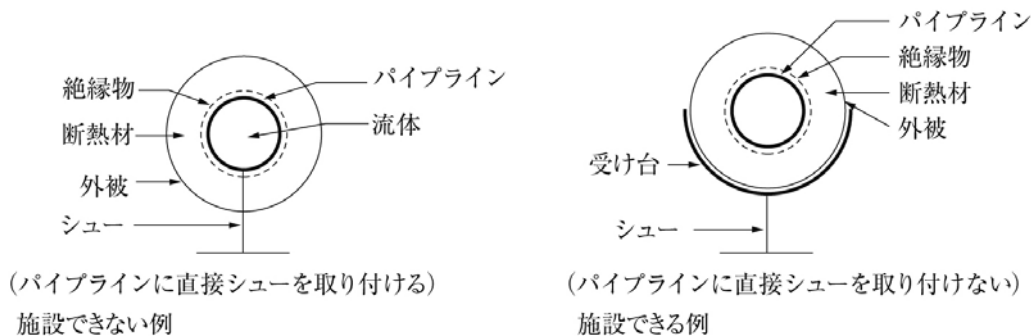 絶縁物
パイプライン
断熱材
流体
外被
シュー
(パイプラインに直接シューを取り付ける)
施設できない例
パイプライン
絶縁物
断熱材
外被
受け台
シュー
(パイプラインに直接シューを取り付けない)
施設できる例